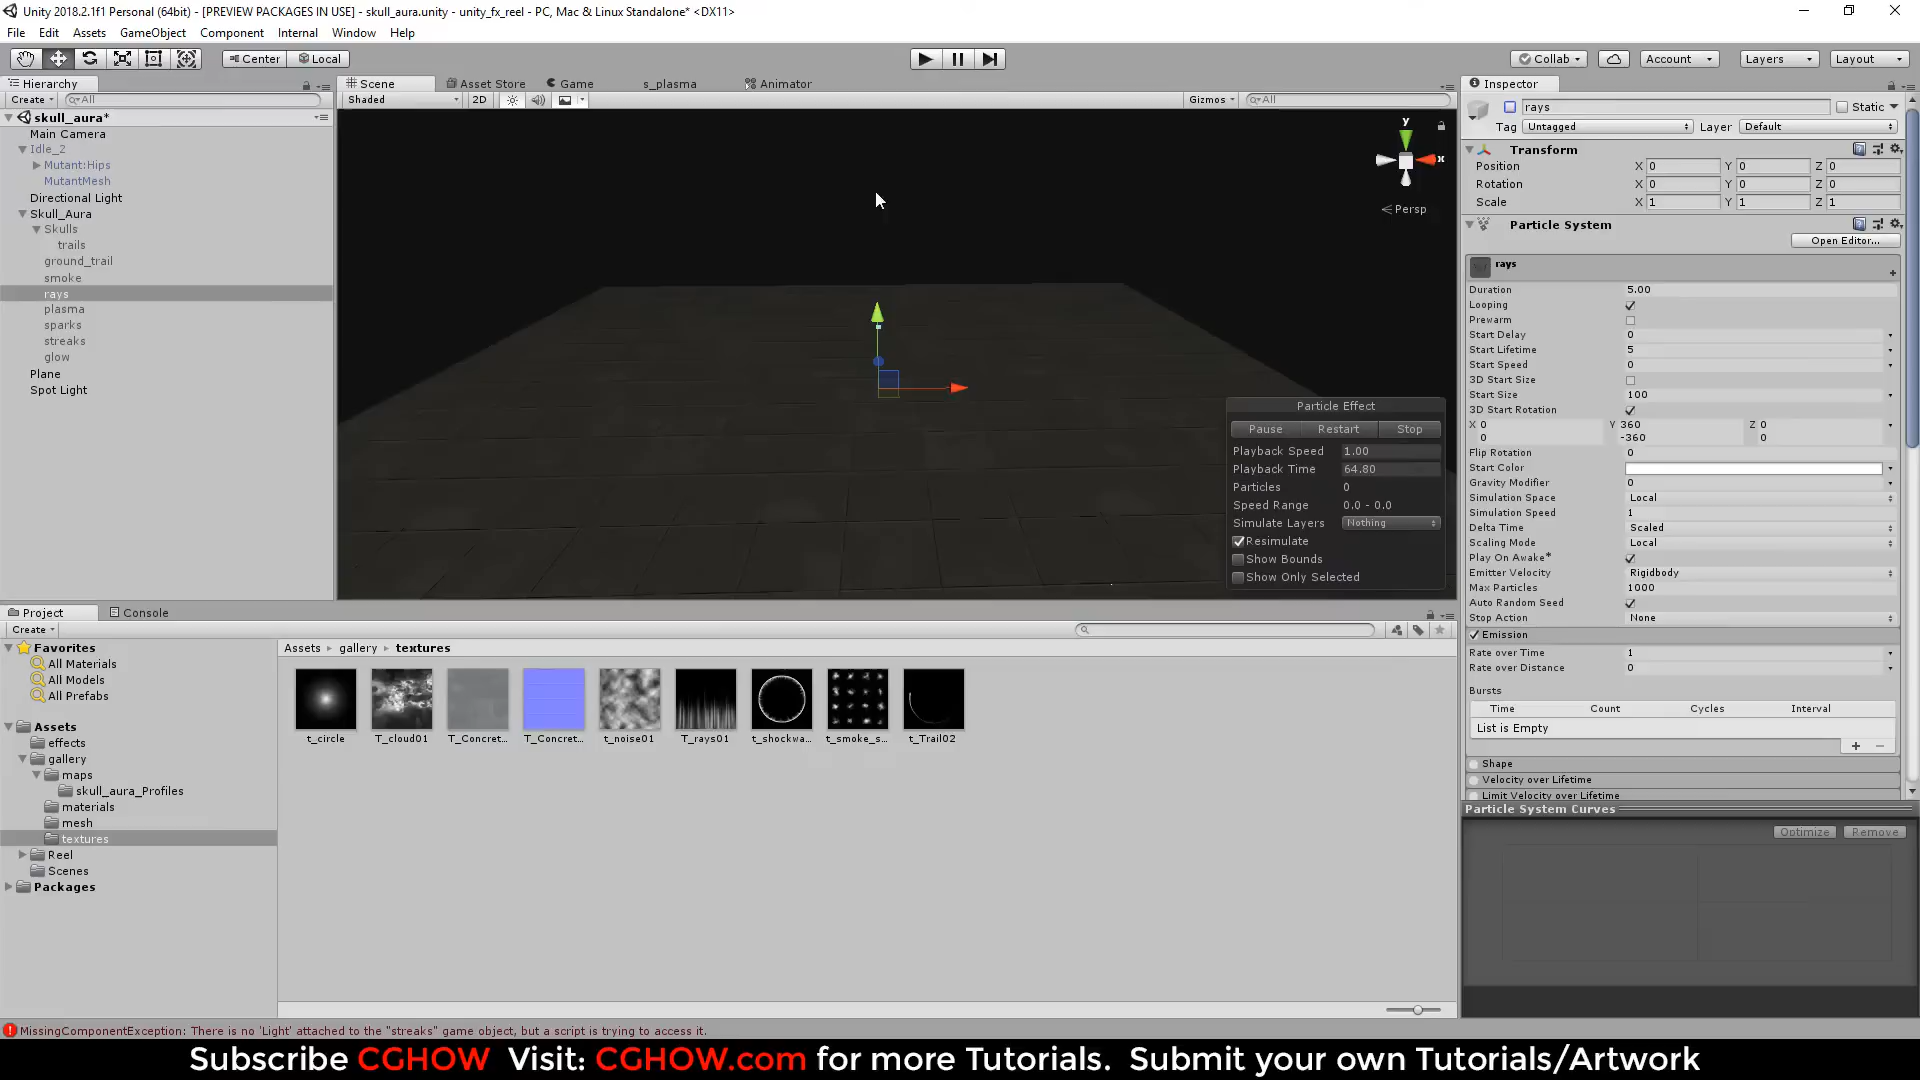 Unity 2018.2.1f1 Personal (64bit) - [PREVIEW PACKAGES IN USE] - skull_aura.unity - unity_fx_reel - PC, Mac & Linux Standalone* <DX11>
File Edit Assets GameObject Component Internal Window Help
Center Local Collab Account Layers Layout
Hierarchy Scene Asset Store Game s_plasma Animator Inspector
Create All Shaded 2D Gizmos All
rays Static
Tag Untagged Layer Default
skull_aura*
Main Camera
Idle_2
Mutant:Hips
MutantMesh
Directional Light
Skull_Aura
Skulls
trails
ground_trail
smoke
rays
plasma
sparks
streaks
glow
Plane
Spot Light
y
x
Persp
Particle Effect
Pause Restart Stop
Playback Speed 1.00
Playback Time 64.80
Particles 0
Speed Range 0.0 - 0.0
Simulate Layers Nothing
Resimulate
Show Bounds
Show Only Selected
Transform
Position X 0 Y 0 Z 0
Rotation X 0 Y 0 Z 0
Scale X 1 Y 1 Z 1
Particle System
Open Editor...
rays
Duration 5.00
Looping
Prewarm
Start Delay 0
Start Lifetime 5
Start Speed 0
3D Start Size
Start Size 100
3D Start Rotation
X 0 Y 360 Z 0
0 -360 0
Flip Rotation 0
Start Color
Gravity Modifier 0
Simulation Space Local
Simulation Speed 1
Delta Time Scaled
Scaling Mode Local
Play On Awake*
Emitter Velocity Rigidbody
Max Particles 1000
Auto Random Seed
Stop Action None
Emission
Rate over Time 1
Rate over Distance 0
Bursts
Time Count Cycles Interval
List is Empty
Shape
Velocity over Lifetime
Limit Velocity over Lifetime
Particle System Curves
Optimize Remove
Project Console
Create
Favorites
All Materials
All Models
All Prefabs
Assets
effects
gallery
maps
skull_aura_Profiles
materials
mesh
textures
Reel
Scenes
Packages
Assets gallery textures
t_circle T_cloud01 T_Concret... T_Concret... t_noise01 T_rays01 t_shockwa... t_smoke_s... t_Trail02
MissingComponentException: There is no 'Light' attached to the "streaks" game object, but a script is trying to access it.
Subscribe CGHOW Visit: CGHOW.com for more Tutorials. Submit your own Tutorials/Artwork